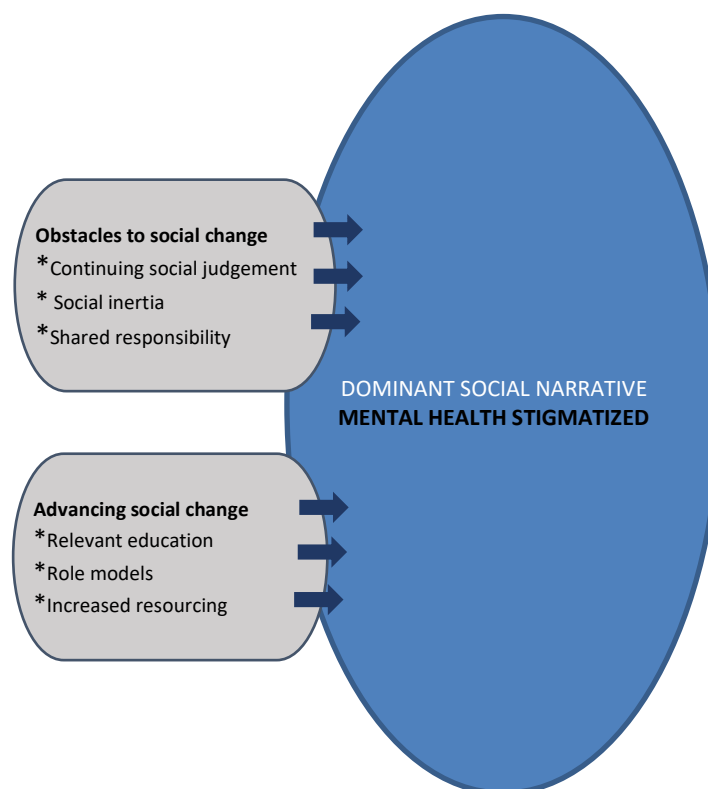 Obstacles to social change
*Continuing social judgement
* Social inertia
*Shared responsibility
DOMINANT SOCIAL NARRATIVE
MENTAL HEALTH STIGMATIZED
Advancing social change
*Relevant education
*Role models
*Increased resourcing